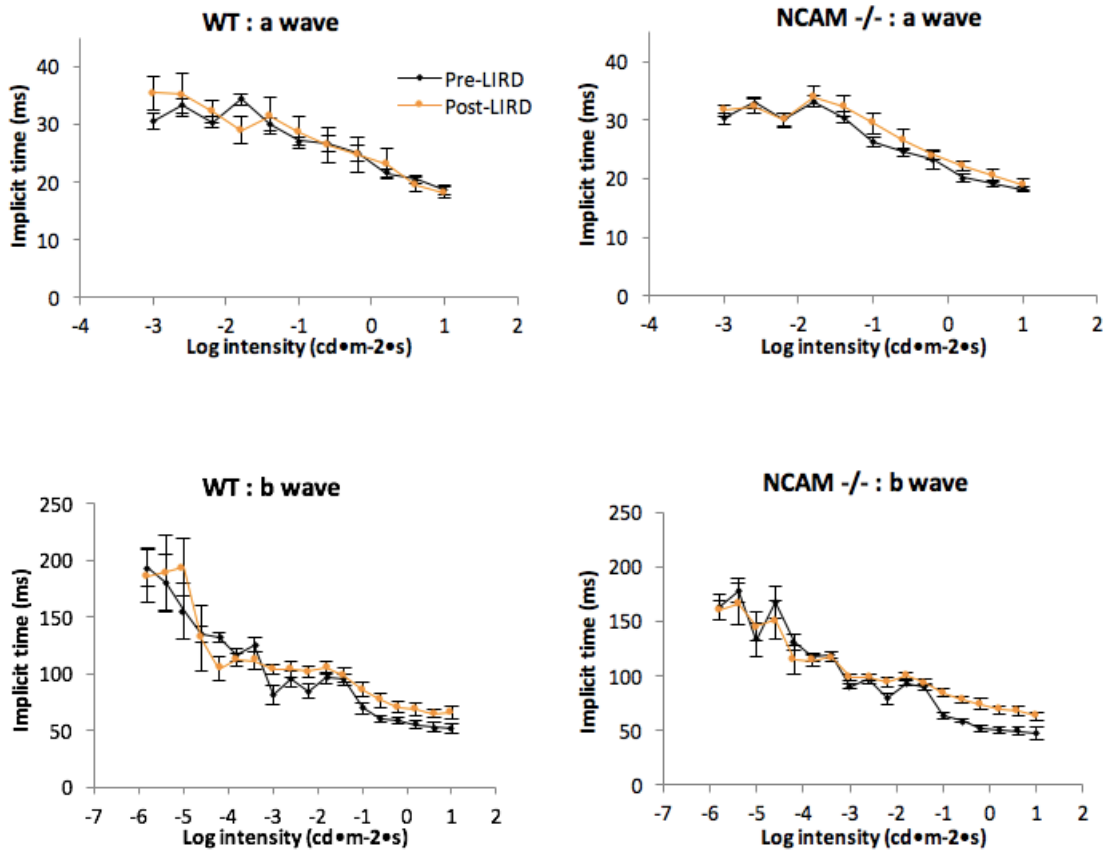 WT : a wave
Implicit time (ms)
40
30
20
10
0
-4 -3 -2 -1 0 1 2
Log intensity (cd•m-2•s)
Pre-LIRD
Post-LIRD
NCAM -/- : a wave
Implicit time (ms)
40
30
20
10
0
-4 -3 -2 -1 0 1 2
Log intensity (cd•m-2•s)
WT : b wave
Implicit time (ms)
250
200
150
100
50
0
-7 -6 -5 -4 -3 -2 -1 0 1 2
Log intensity (cd•m-2•s)
NCAM -/- : b wave
Implicit time (ms)
250
200
150
100
50
0
-7 -6 -5 -4 -3 -2 -1 0 1 2
Log intensity (cd•m-2•s)